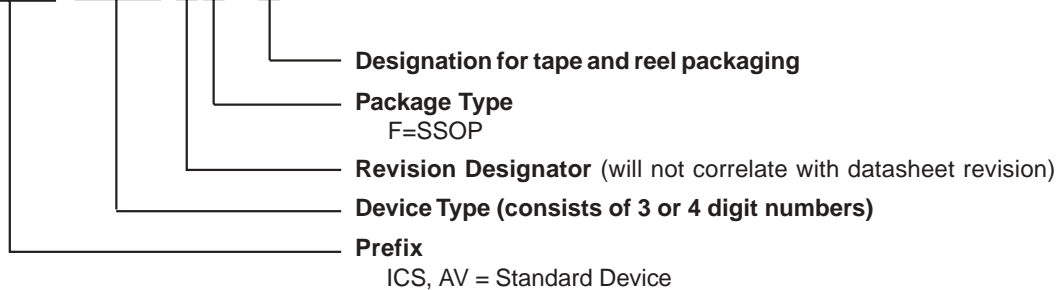 Designation for tape and reel packaging
Package Type
F=SSOP
Revision Designator (will not correlate with datasheet revision)
Device Type (consists of 3 or 4 digit numbers)
Prefix
ICS, AV = Standard Device